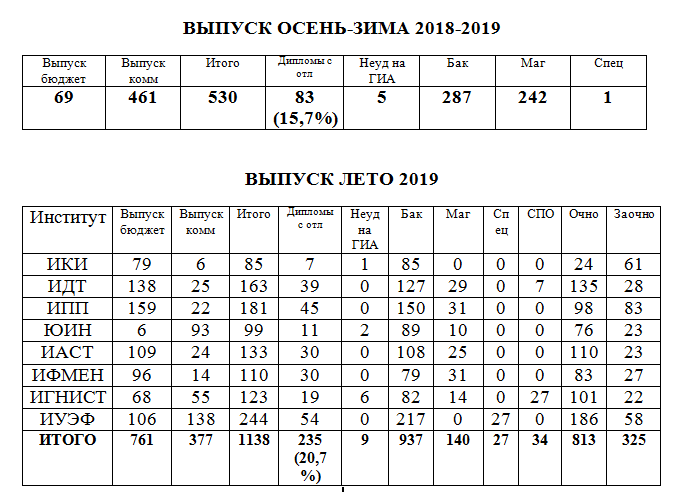 ВЫПУСК ОСЕНЬ-ЗИМА 2018-2019
Выпуск бюджет Выпуск комм Итого Дипломы с отл Неуд на ГИА Бак Маг Спец
69 461 530 83 (15,7%) 5 287 242 1
ВЫПУСК ЛЕТО 2019
Институт Выпуск бюджет Выпуск комм Итого Дипломы с отл Неуд на ГИА Бак Маг Спец СПО Очно Заочно
ИКИ 79 6 85 7 1 85 0 0 0 24 61
ИДТ 138 25 163 39 0 127 29 0 7 135 28
ИПП 159 22 181 45 0 150 31 0 0 98 83
ЮИН 6 93 99 11 2 89 10 0 0 76 23
ИАСТ 109 24 133 30 0 108 25 0 0 110 23
ИФМЕН 96 14 110 30 0 79 31 0 0 83 27
ИГНИСТ 68 55 123 19 6 82 14 0 27 101 22
ИУЭФ 106 138 244 54 0 217 0 27 0 186 58
ИТОГО 761 377 1138 235 (20,7 %) 9 937 140 27 34 813 325